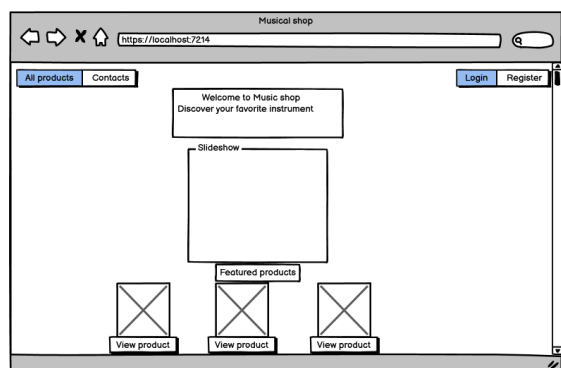 Musical shop
https://localhost:7214
All products Contacts Login Register
Welcome to Music shop
Discover your favorite instrument
Slideshow
Featured products
View product View product View product